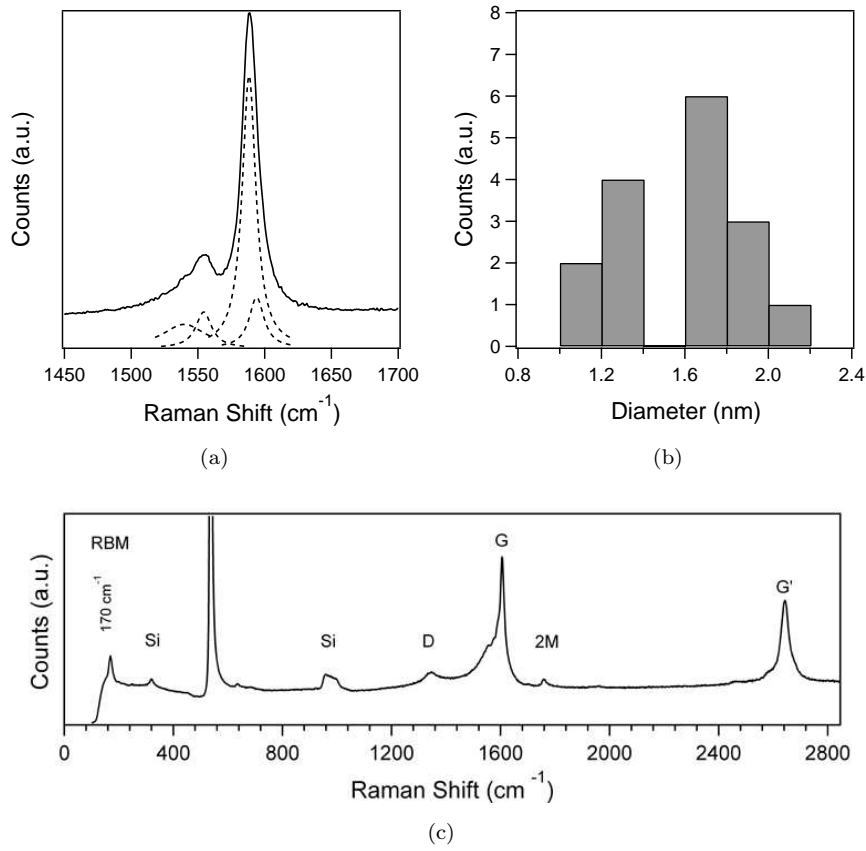 Counts (a.u.)
1450 1500 1550 1600 1650 1700
Raman Shift (cm-1)
(a)
Counts (a.u.)
8
7
6
5
4
3
2
1
0
0.8 1.2 1.6 2.0 2.4
Diameter (nm)
(b)
Counts (a.u.)
RBM
170 cm-1
Si
Si
D
G
2M
G'
0 400 800 1200 1600 2000 2400 2800
Raman Shift (cm-1)
(c)